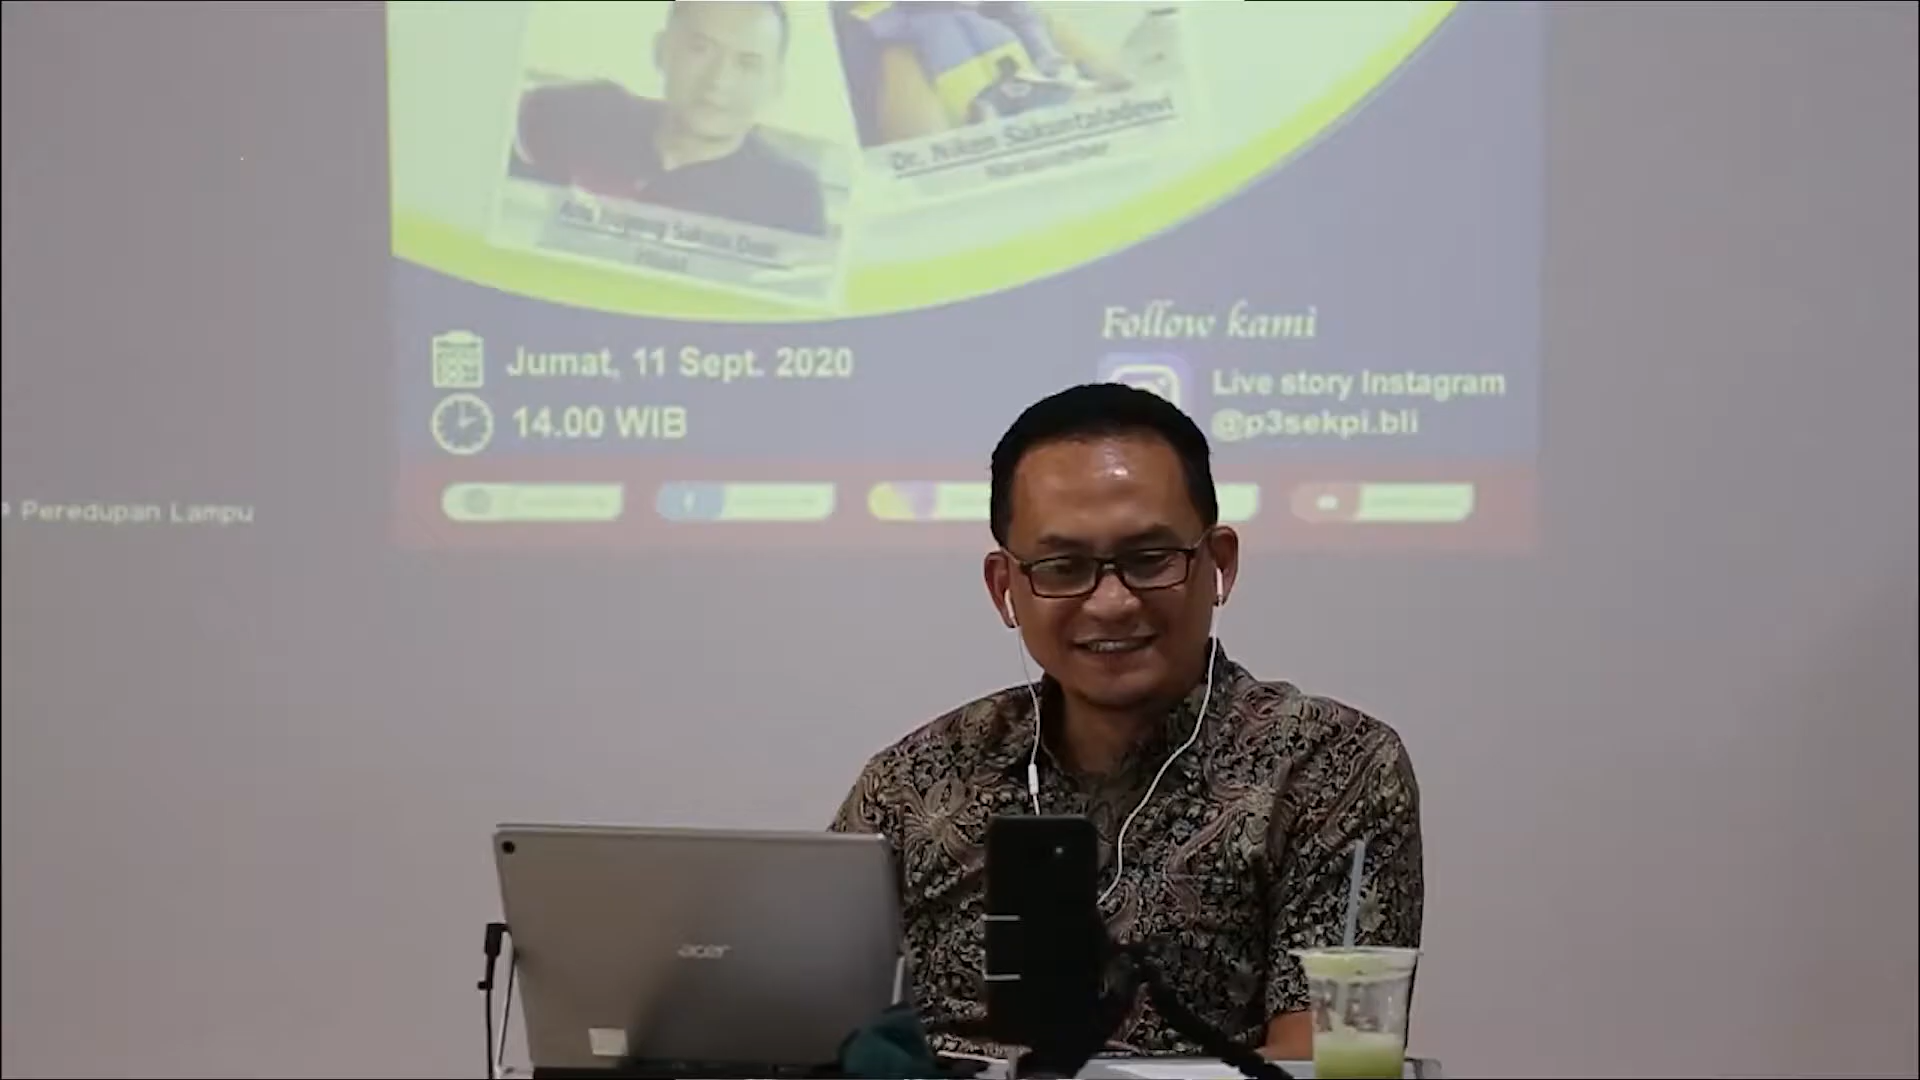 Dr. Niken Sakuntaladewi
Narasumber
Follow kami
Jumat, 11 Sept. 2020
Live story Instagram
14.00 WIB
@p3sekpi.bli
Peredupan Lampu
acer